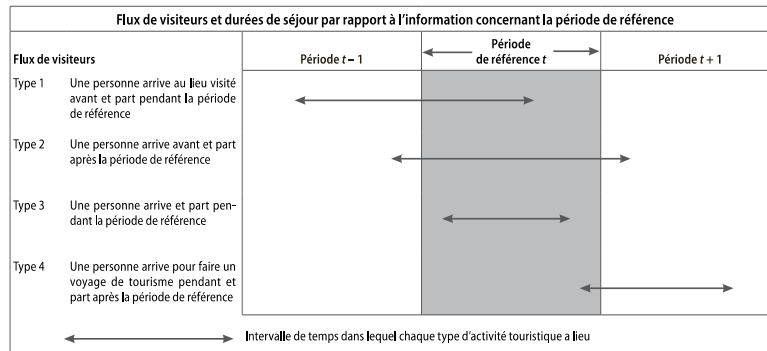 Flux de visiteurs et durées de séjour par rapport à l'information concernant la période de référence
Flux de visiteurs
Période t – 1
Période
de référence t
Période t + 1
Type 1 Une personne arrive au lieu visité
avant et part pendant la période
de référence
Type 2 Une personne arrive avant et part
après la période de référence
Type 3 Une personne arrive et part pen-
dant la période de référence
Type 4 Une personne arrive pour faire un
voyage de tourisme pendant et
part après la période de référence
Intervalle de temps dans lequel chaque type d'activité touristique a lieu